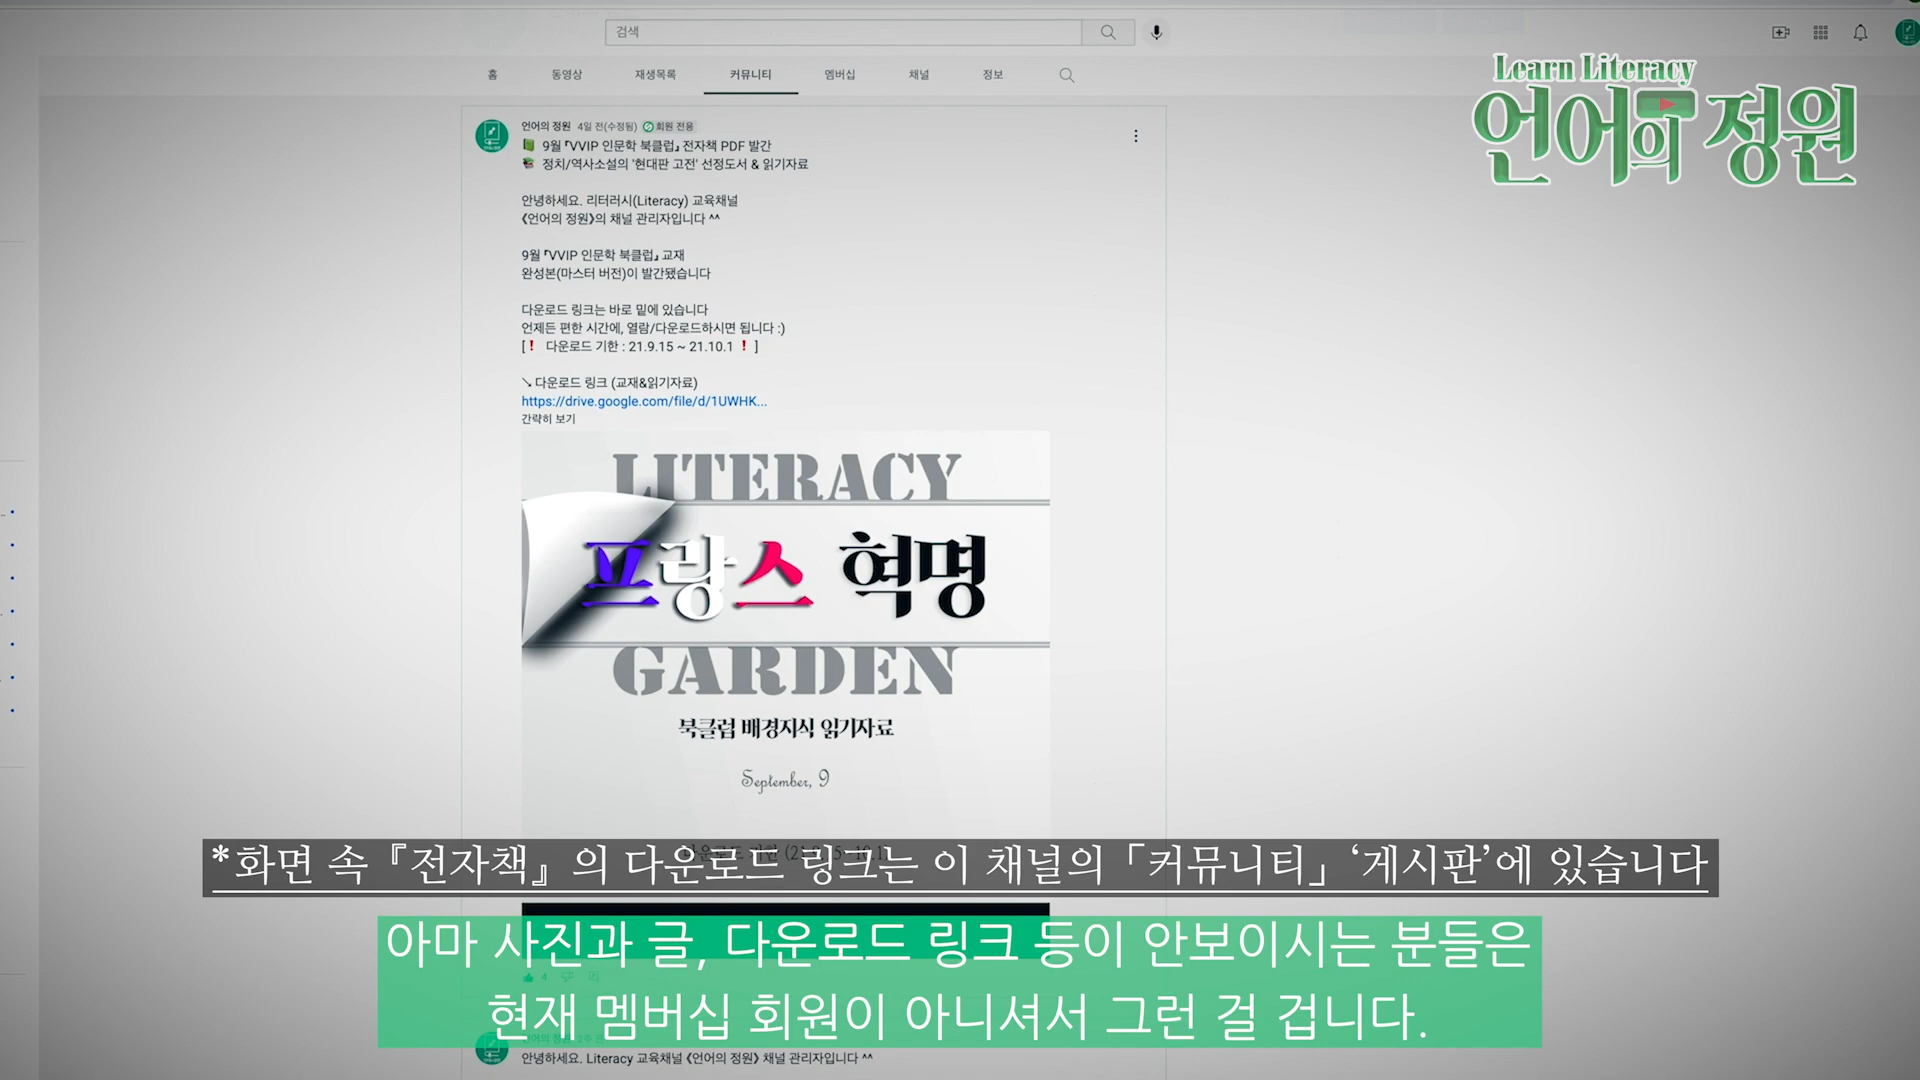 검색
홈 동영상 재생목록 커뮤니티 멤버십 채널 정보
Learn Literacy
언어의 정원
언어의 정원 4일 전(수정됨) 회원 전용
9월 『VVIP 인문학 북클럽』 전자책 PDF 발간
정치/역사소설의 '현대판 고전' 선정도서 & 읽기자료
안녕하세요. 리터러시(Literacy) 교육채널
《언어의 정원》의 채널 관리자입니다 ^^
9월 『VVIP 인문학 북클럽』 교재
완성본(마스터 버전)이 발간됐습니다
다운로드 링크는 바로 밑에 있습니다
언제든 편한 시간에, 열람/다운로드하시면 됩니다 :)
[❗ 다운로드 기한 : 21.9.15 ~ 21.10.1 ❗]
↘ 다운로드 링크 (교재&읽기자료)
https://drive.google.com/file/d/1UWHK...
간략히 보기
LITERACY
프랑스 혁명
GARDEN
북클럽 배경지식 읽기자료
September, 9
*화면 속 『전자책』의 다운로드 링크는 이 채널의 「커뮤니티」 ‘게시판’에 있습니다
아마 사진과 글, 다운로드 링크 등이 안보이시는 분들은
현재 멤버십 회원이 아니셔서 그런 걸 겁니다.
4
안녕하세요. Literacy 교육채널 《언어의 정원》 채널 관리자입니다 ^^